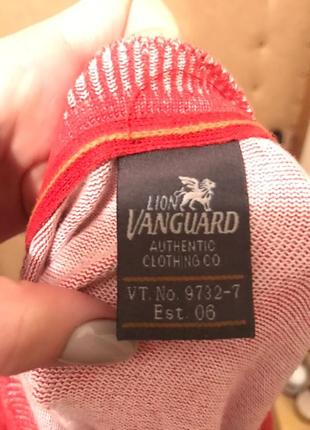 LION
VANGUARD
AUTHENTIC
CLOTHING CO
VT. No. 9732-7
Est. 06